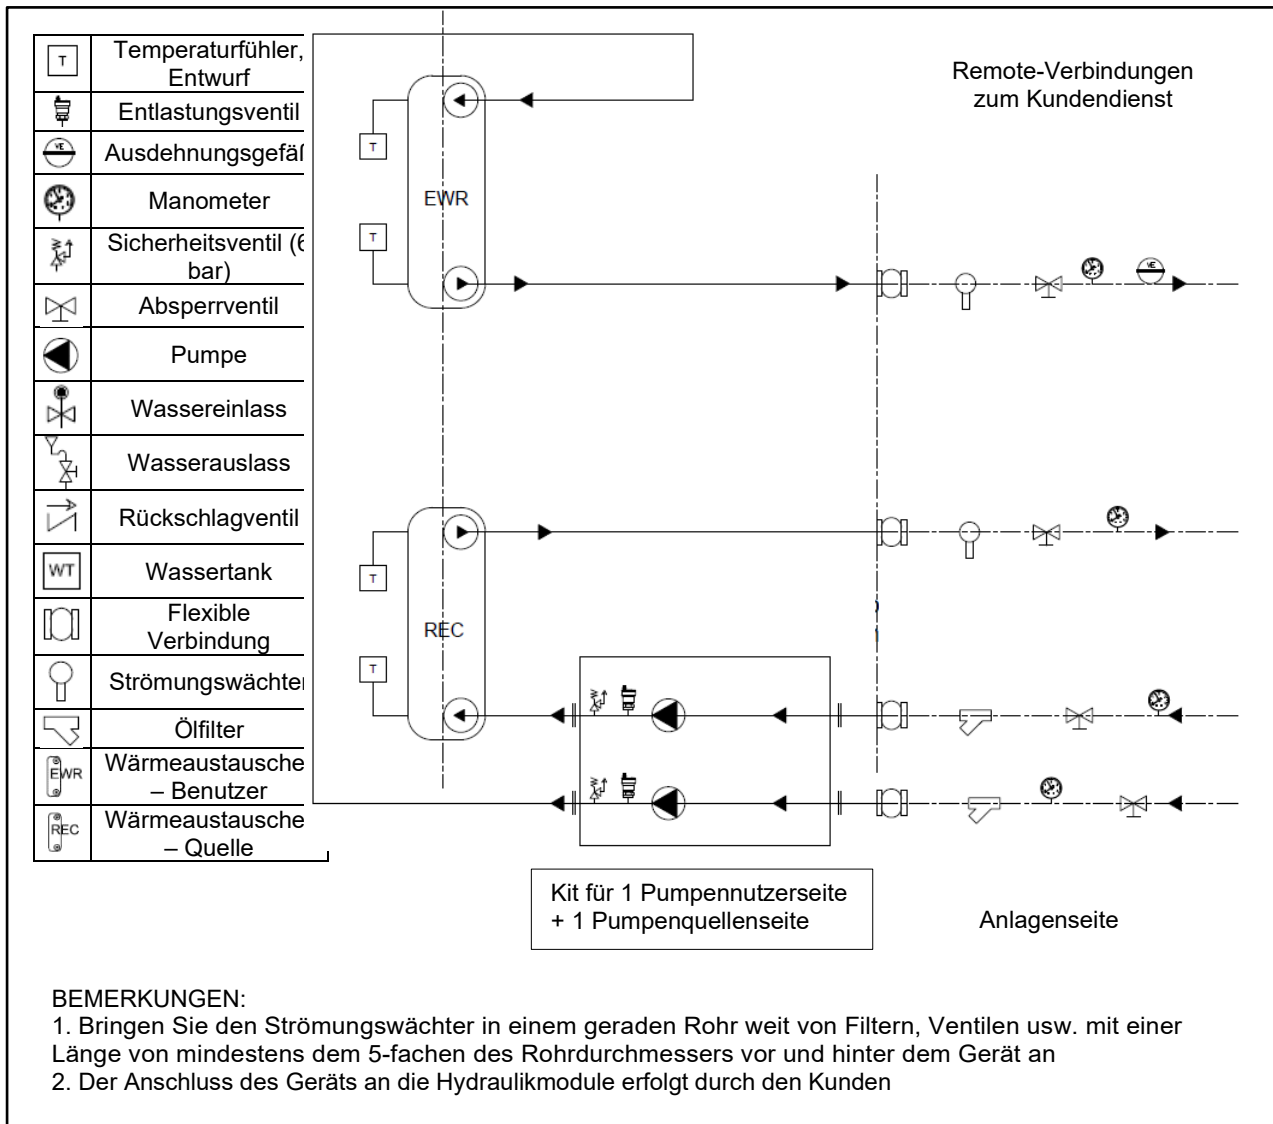 T
Temperaturfühler,
Entwurf
Entlastungsventil
VE
Ausdehnungsgefäß
Manometer
Sicherheitsventil (6
bar)
Absperrventil
Pumpe
Wassereinlass
Wasserauslass
Rückschlagventil
WT
Wassertank
Flexible
Verbindung
Strömungswächter
Ölfilter
EWR
Wärmeaustausche
– Benutzer
REC
Wärmeaustausche
– Quelle
Remote-Verbindungen
zum Kundendienst
T
EWR
T
VE
T
REC
T
Kit für 1 Pumpennutzerseite
+ 1 Pumpenquellenseite
Anlagenseite
BEMERKUNGEN:
1. Bringen Sie den Strömungswächter in einem geraden Rohr weit von Filtern, Ventilen usw. mit einer
Länge von mindestens dem 5-fachen des Rohrdurchmessers vor und hinter dem Gerät an
2. Der Anschluss des Geräts an die Hydraulikmodule erfolgt durch den Kunden